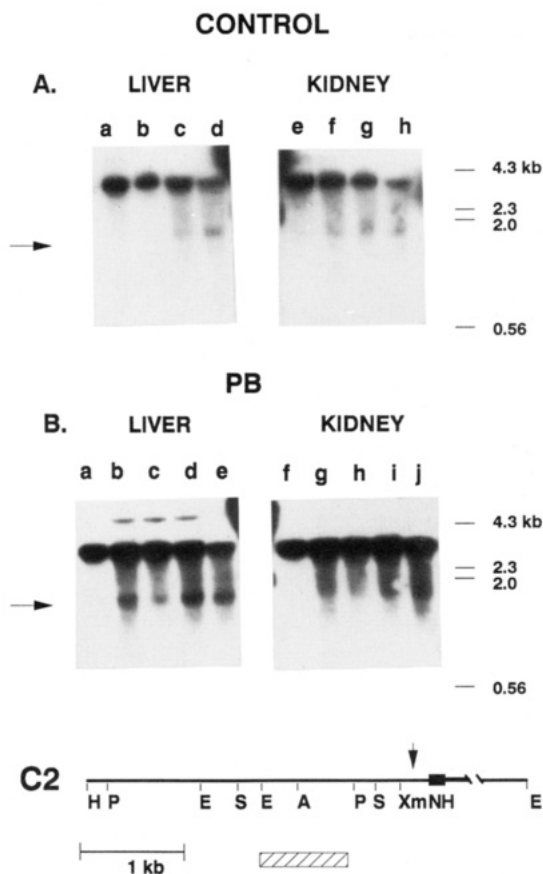 CONTROL
A. LIVER KIDNEY
a b c d e f g h
4.3 kb
2.3
2.0
0.56
PB
B. LIVER KIDNEY
a b c d e f g h i j
4.3 kb
2.3
2.0
0.56
C2
H P E S E A P S Xm NH E
1 kb